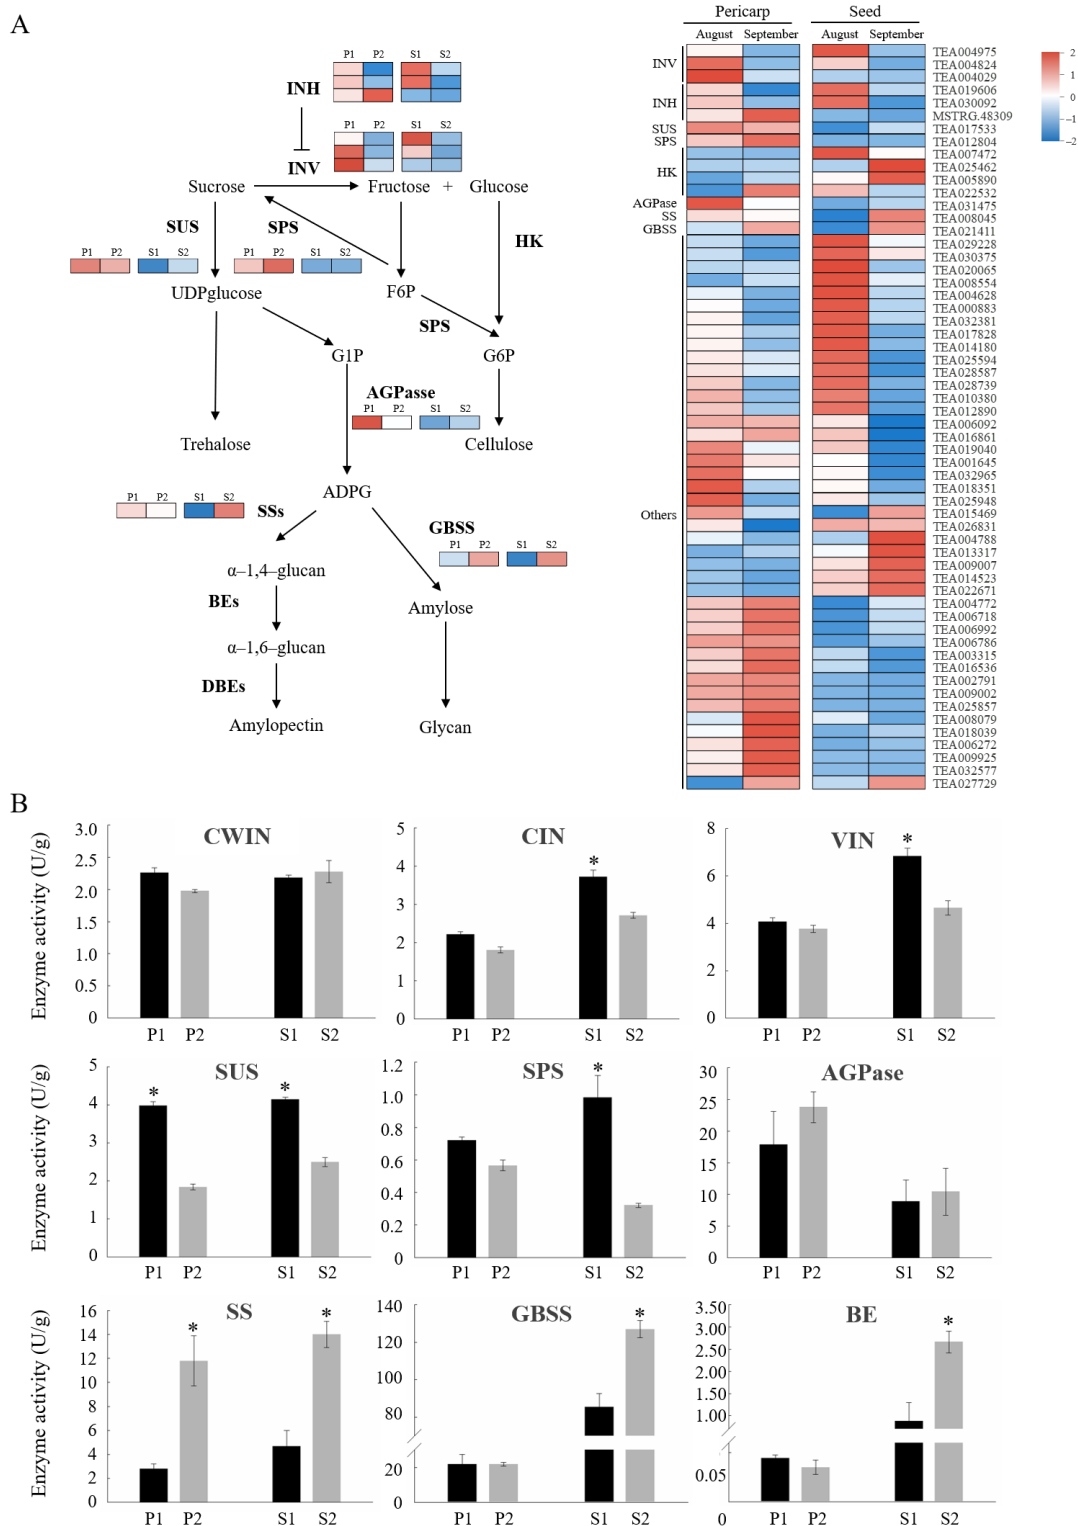 A
Pericarp Seed
August September August September
P1 P2 S1 S2
INH
P1 P2 S1 S2
INV
Sucrose Fructose + Glucose
SUS SPS HK
P1 P2 S1 S2 P1 P2 S1 S2
UDPglucose F6P
SPS
G1P G6P
AGPasse
P1 P2 S1 S2
Trehalose Cellulose
ADPG
P1 P2 S1 S2
SSs
GBSS
P1 P2 S1 S2
α–1,4–glucan
BEs
Amylose
α–1,6–glucan
DBEs
Amylopectin Glycan
INV
INH
SUS
SPS
HK
AGPase
SS
GBSS
Others
TEA004975
TEA004824
TEA004029
TEA019606
TEA030092
MSTRG.48309
TEA017533
TEA012804
TEA007472
TEA025462
TEA005890
TEA022532
TEA031475
TEA008045
TEA021411
TEA029228
TEA030375
TEA020065
TEA008554
TEA004628
TEA000883
TEA032381
TEA017828
TEA014180
TEA025594
TEA028587
TEA028739
TEA010380
TEA012890
TEA006092
TEA016861
TEA019040
TEA001645
TEA032965
TEA018351
TEA025948
TEA015469
TEA026831
TEA004788
TEA013317
TEA009007
TEA014523
TEA022671
TEA004772
TEA006718
TEA006992
TEA006786
TEA003315
TEA016536
TEA002791
TEA009002
TEA025857
TEA008079
TEA018039
TEA006272
TEA009925
TEA032577
TEA027729
2
1
0
–1
–2
B
Enzyme activity (U/g)
CWIN
3.0
2.5
2.0
1.5
1.0
0.5
0
P1 P2 S1 S2
CIN
5
4
3
2
1
0
*
P1 P2 S1 S2
VIN
8
6
4
2
0
*
P1 P2 S1 S2
Enzyme activity (U/g)
SUS
5
4
3
2
1
0
* *
P1 P2 S1 S2
SPS
1.2
1.0
0.8
0.6
0.4
0.2
0
*
P1 P2 S1 S2
AGPase
30
25
20
15
10
5
0
P1 P2 S1 S2
Enzyme activity (U/g)
SS
16
14
12
10
8
6
4
2
0
* *
P1 P2 S1 S2
GBSS
140
120
100
80
20
0
*
P1 P2 S1 S2
BE
3.50
3.00
2.50
2.00
1.50
1.00
0.05
0
*
P1 P2 S1 S2